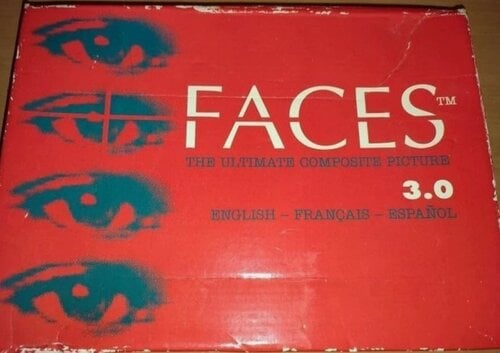 FACES™
THE ULTIMATE COMPOSITE PICTURE
3.0
ENGLISH – FRANÇAIS – ESPAÑOL